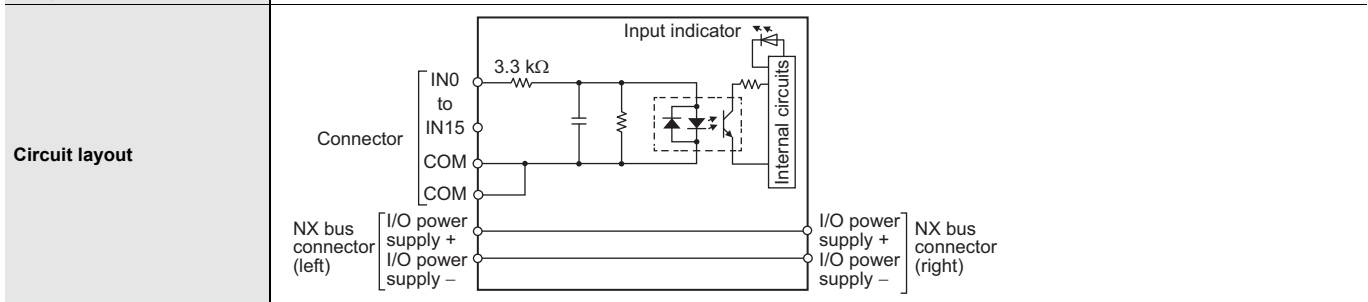 Circuit layout
Input indicator
3.3 kΩ
IN0
to
IN15
Connector
COM
COM
Internal circuits
NX bus
connector
(left)
I/O power
supply +
I/O power
supply –
I/O power
supply +
I/O power
supply –
NX bus
connector
(right)